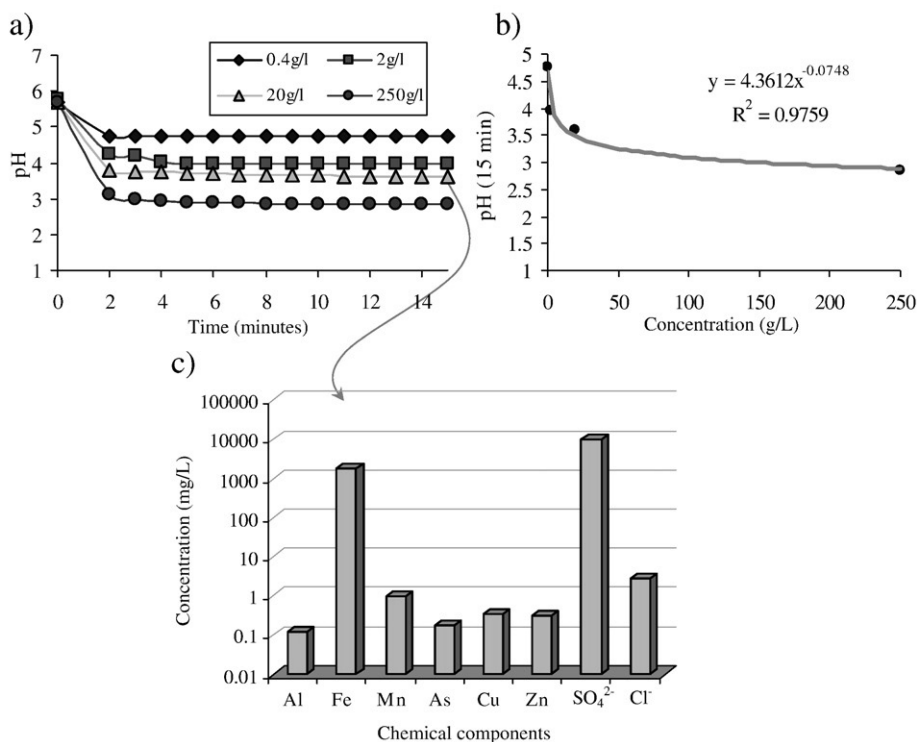 a)
0.4g/l 2g/l
20g/l 250g/l
pH
7
6
5
4
3
2
1
0 2 4 6 8 10 12 14
Time (minutes)
b)
y = 4.3612x^-0.0748
R² = 0.9759
pH (15 min)
5
4.5
4
3.5
3
2.5
2
1.5
1
0 50 100 150 200 250
Concentration (g/L)
c)
Concentration (mg/L)
100000
10000
1000
100
10
1
0.1
0.01
Al Fe Mn As Cu Zn SO₄²⁻ Cl⁻
Chemical components